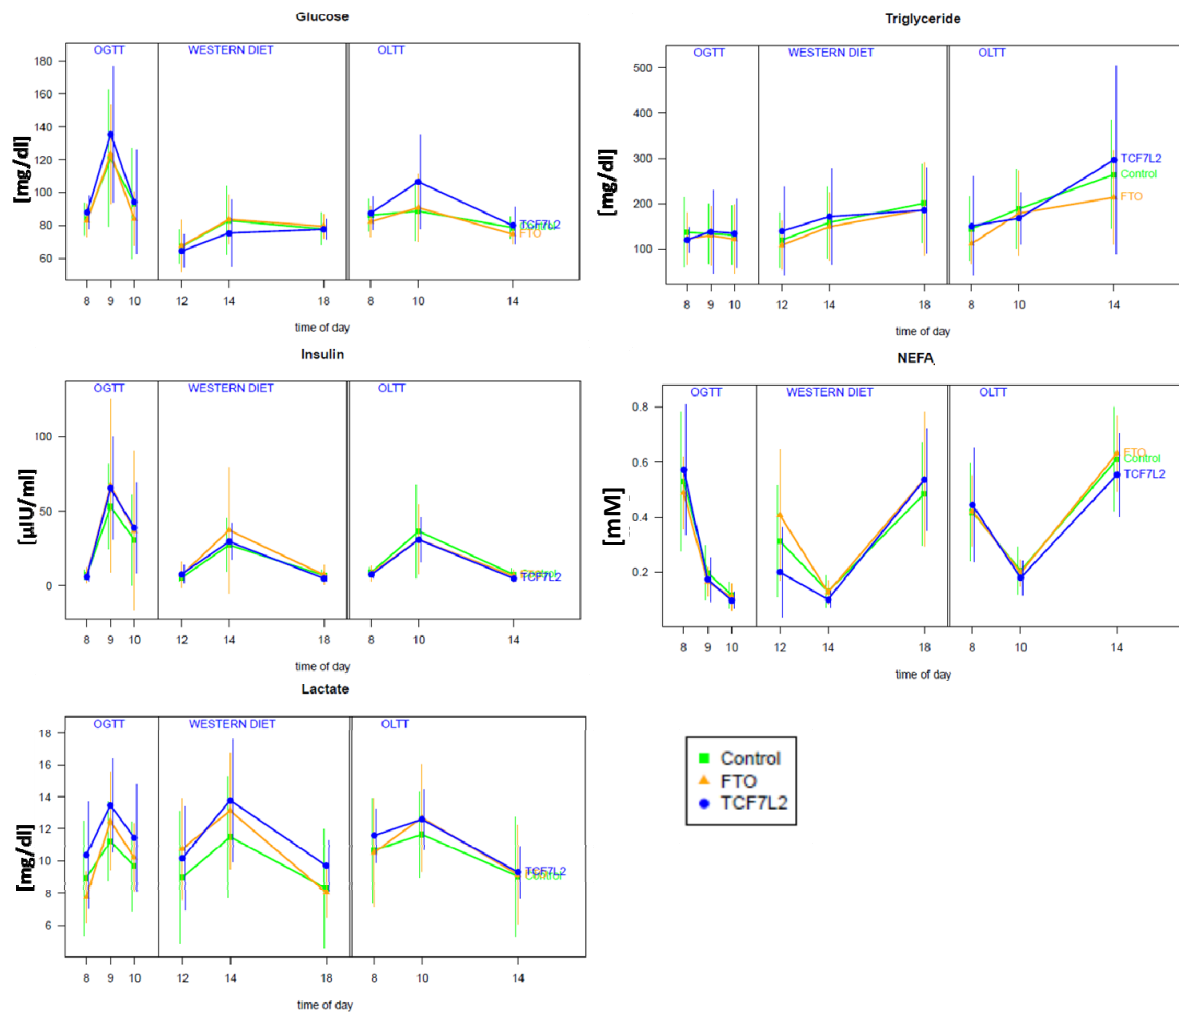 Glucose
OGTT WESTERN DIET OLTT
[mg/dl]
180
160
140
120
100
80
60
TCF7L2
FTO
8 9 10 12 14 18 8 10 14
time of day
Triglyceride
OGTT WESTERN DIET OLTT
[mg/dl]
500
400
300
200
100
TCF7L2
Control
FTO
8 9 10 12 14 18 8 10 14
time of day
Insulin
OGTT WESTERN DIET OLTT
[µIU/ml]
100
50
0
Control
TCF7L2
8 9 10 12 14 18 8 10 14
time of day
NEFA
OGTT WESTERN DIET OLTT
[mM]
0.8
0.6
0.4
0.2
FTO
Control
TCF7L2
8 9 10 12 14 18 8 10 14
time of day
Lactate
OGTT WESTERN DIET OLTT
[mg/dl]
18
16
14
12
10
8
6
TCF7L2
Control
8 9 10 12 14 18 8 10 14
time of day
Control
FTO
TCF7L2